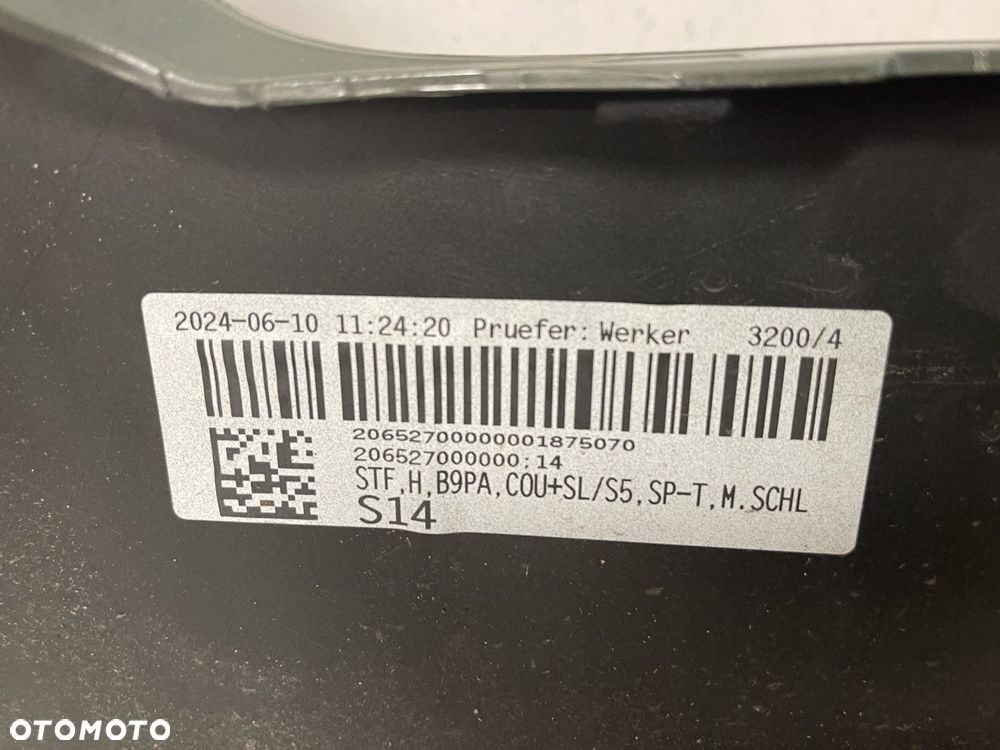 2024-06-10 11:24:20 Pruefer: Werker 3200/4
20652700000001875070
206527000000:14
STF,H,B9PA,COU+SL/S5,SP-T,M.SCHL
S14
OTOMOTO